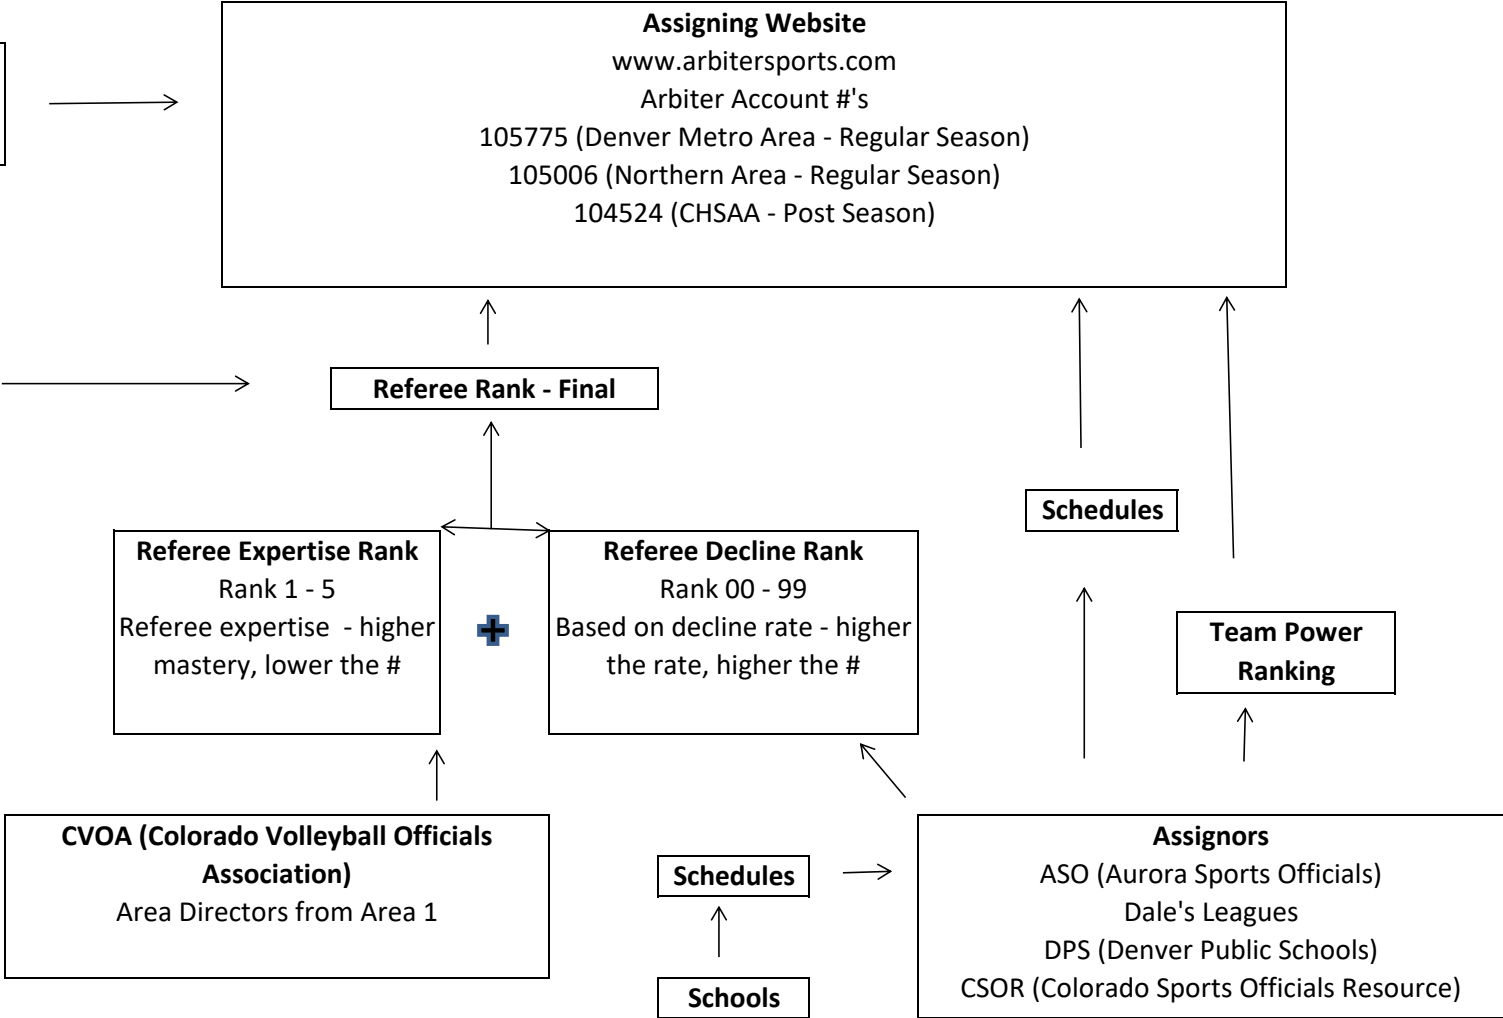 Assigning Website
www.arbitersports.com
Arbiter Account #'s
105775 (Denver Metro Area - Regular Season)
105006 (Northern Area - Regular Season)
104524 (CHSAA - Post Season)
Referee Rank - Final
Schedules
Referee Expertise Rank
Rank 1 - 5
Referee expertise  - higher
mastery, lower the #
Referee Decline Rank
Rank 00 - 99
Based on decline rate - higher
the rate, higher the #
Team Power
Ranking
CVOA (Colorado Volleyball Officials
Association)
Area Directors from Area 1
Schedules
Schools
Assignors
ASO (Aurora Sports Officials)
Dale's Leagues
DPS (Denver Public Schools)
CSOR (Colorado Sports Officials Resource)